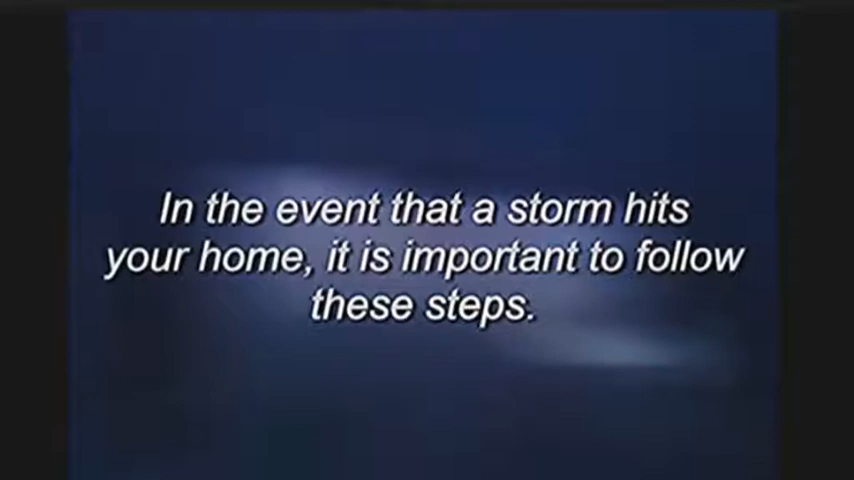 In the event that a storm hits
your home, it is important to follow
these steps.